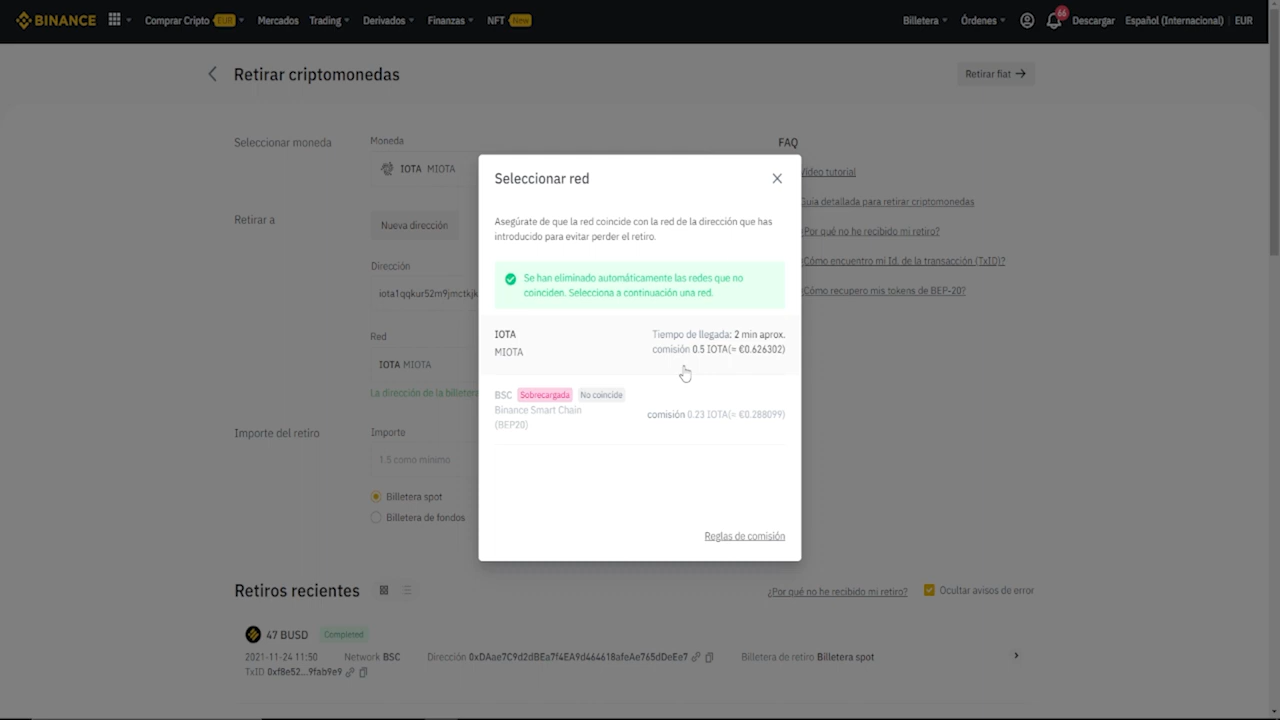 BINANCE
Comprar Cripto EUR
Mercados
Trading
Derivados
Finanzas
NFT New
Billetera
Órdenes
66
Descargar
Español (Internacional)
EUR
Retirar criptomonedas
Retirar fiat
Seleccionar moneda
Moneda
IOTA MIOTA
Retirar a
Nueva dirección
Dirección
iota1qqkur52m9jmctkjk
Red
IOTA MIOTA
La dirección de la billetera
Importe del retiro
Importe
1.5 como mínimo
Billetera spot
Billetera de fondos
FAQ
Vídeo tutorial
Guía detallada para retirar criptomonedas
¿Por qué no he recibido mi retiro?
¿Cómo encuentro mi Id. de la transacción (TxID)?
¿Cómo recupero mis tokens de BEP-20?
Seleccionar red
Asegúrate de que la red coincide con la red de la dirección que has
introducido para evitar perder el retiro.
Se han eliminado automáticamente las redes que no
coinciden. Selecciona a continuación una red.
IOTA
MIOTA
Tiempo de llegada: 2 min aprox.
comisión 0.5 IOTA(≈ €0.626302)
BSC Sobrecargada No coincide
Binance Smart Chain
(BEP20)
comisión 0.23 IOTA(≈ €0.288099)
Reglas de comisión
Retiros recientes
¿Por qué no he recibido mi retiro?
Ocultar avisos de error
47 BUSD Completed
2021-11-24 11:50 Network BSC Dirección 0xDAae7C9d2dBEa7f4EA9d464618afeAe765dDeEe7 Billetera de retiro Billetera spot
TxID 0xf8e52...9fab9e9